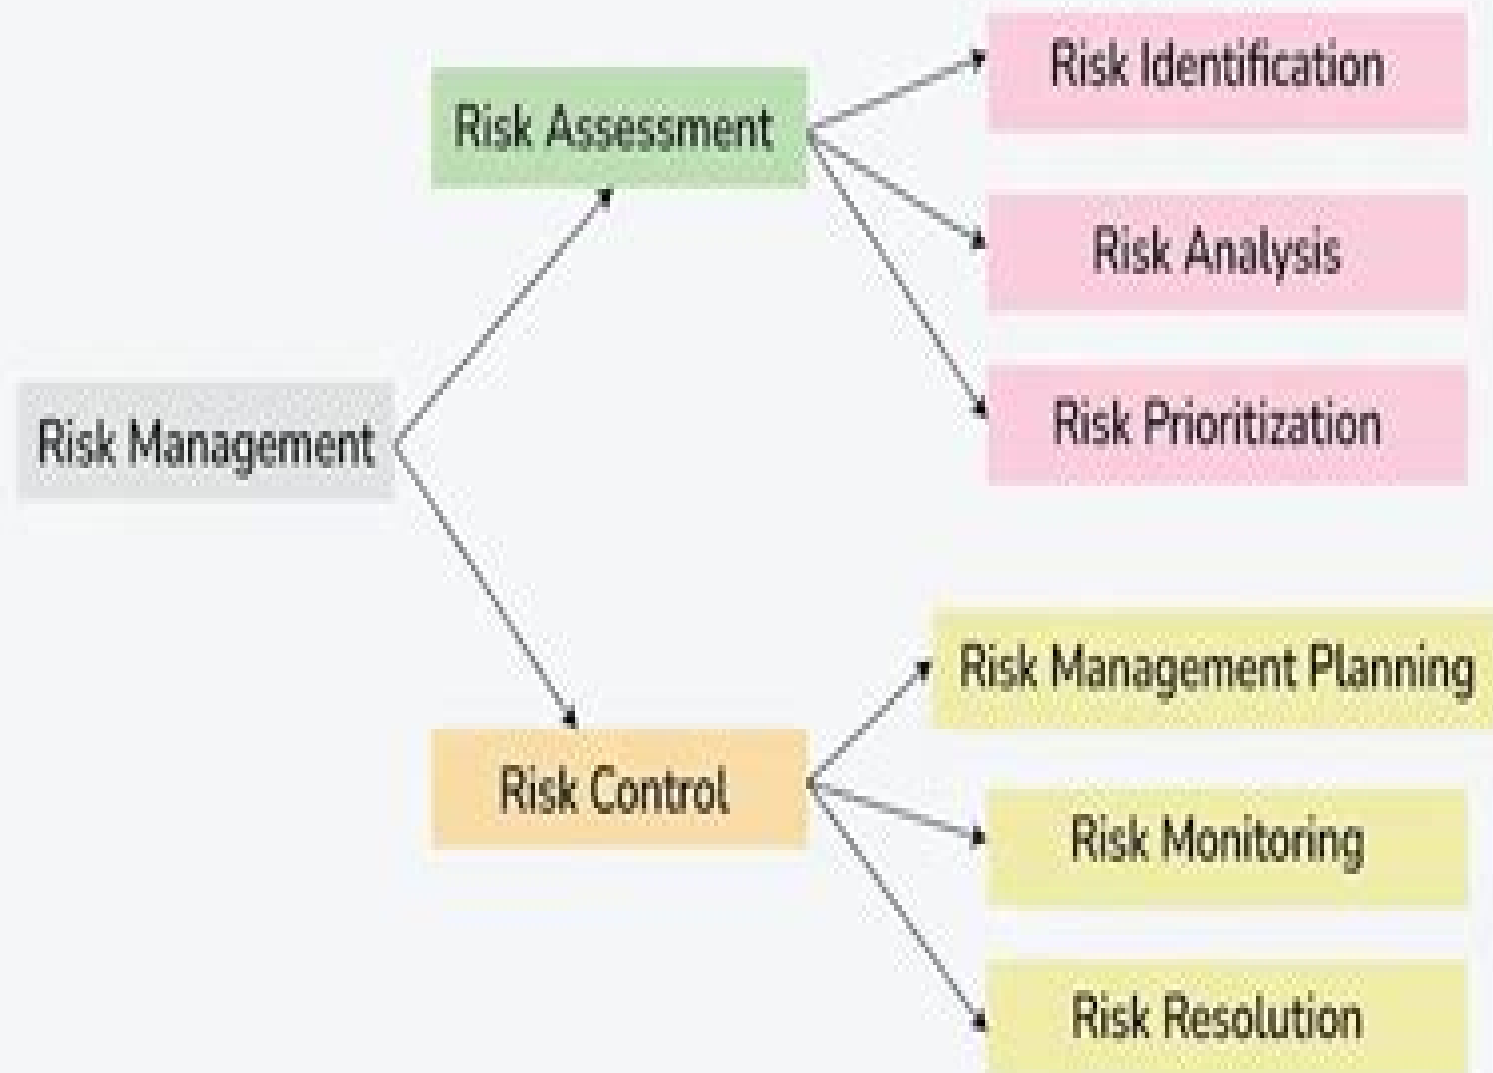 Risk Management
Risk Assessment
Risk Identification
Risk Analysis
Risk Prioritization
Risk Control
Risk Management Planning
Risk Monitoring
Risk Resolution